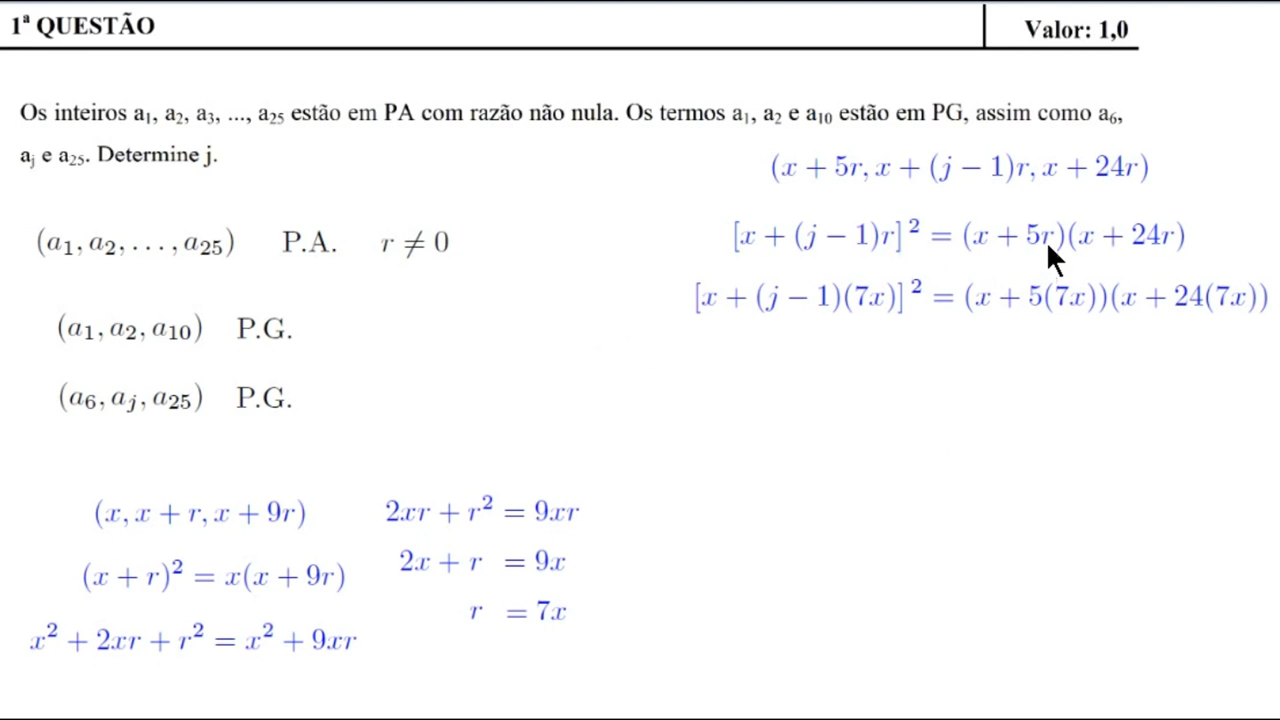 1ª QUESTÃO
Valor: 1,0
Os inteiros a₁, a₂, a₃, ..., a₂₅ estão em PA com razão não nula. Os termos a₁, a₂ e a₁₀ estão em PG, assim como a₆,
aⱼ e a₂₅. Determine j.
(a₁, a₂, . . . , a₂₅) P.A. r ≠ 0
(a₁, a₂, a₁₀) P.G.
(a₆, aⱼ, a₂₅) P.G.
(x, x + r, x + 9r)
(x + r)² = x(x + 9r)
x² + 2xr + r² = x² + 9xr
2xr + r² = 9xr
2x + r = 9x
r = 7x
(x + 5r, x + (j − 1)r, x + 24r)
[x + (j − 1)r]² = (x + 5r)(x + 24r)
[x + (j − 1)(7x)]² = (x + 5(7x))(x + 24(7x))